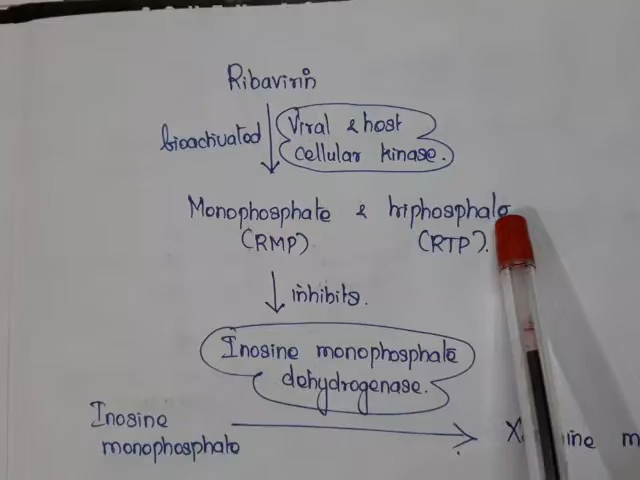 Ribavirin
bioactivated
Viral & host
cellular kinase.
Monophosphate & triphosphate
(RMP) (RTP).
inhibits.
Inosine monophosphate
dehydrogenase.
Inosine
monophosphate